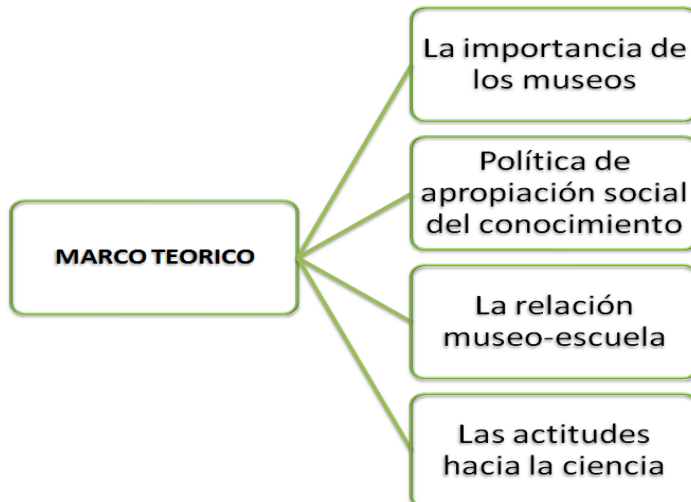 MARCO TEORICO
La importancia de
los museos
Política de
apropiación social
del conocimiento
La relación
museo-escuela
Las actitudes
hacia la ciencia